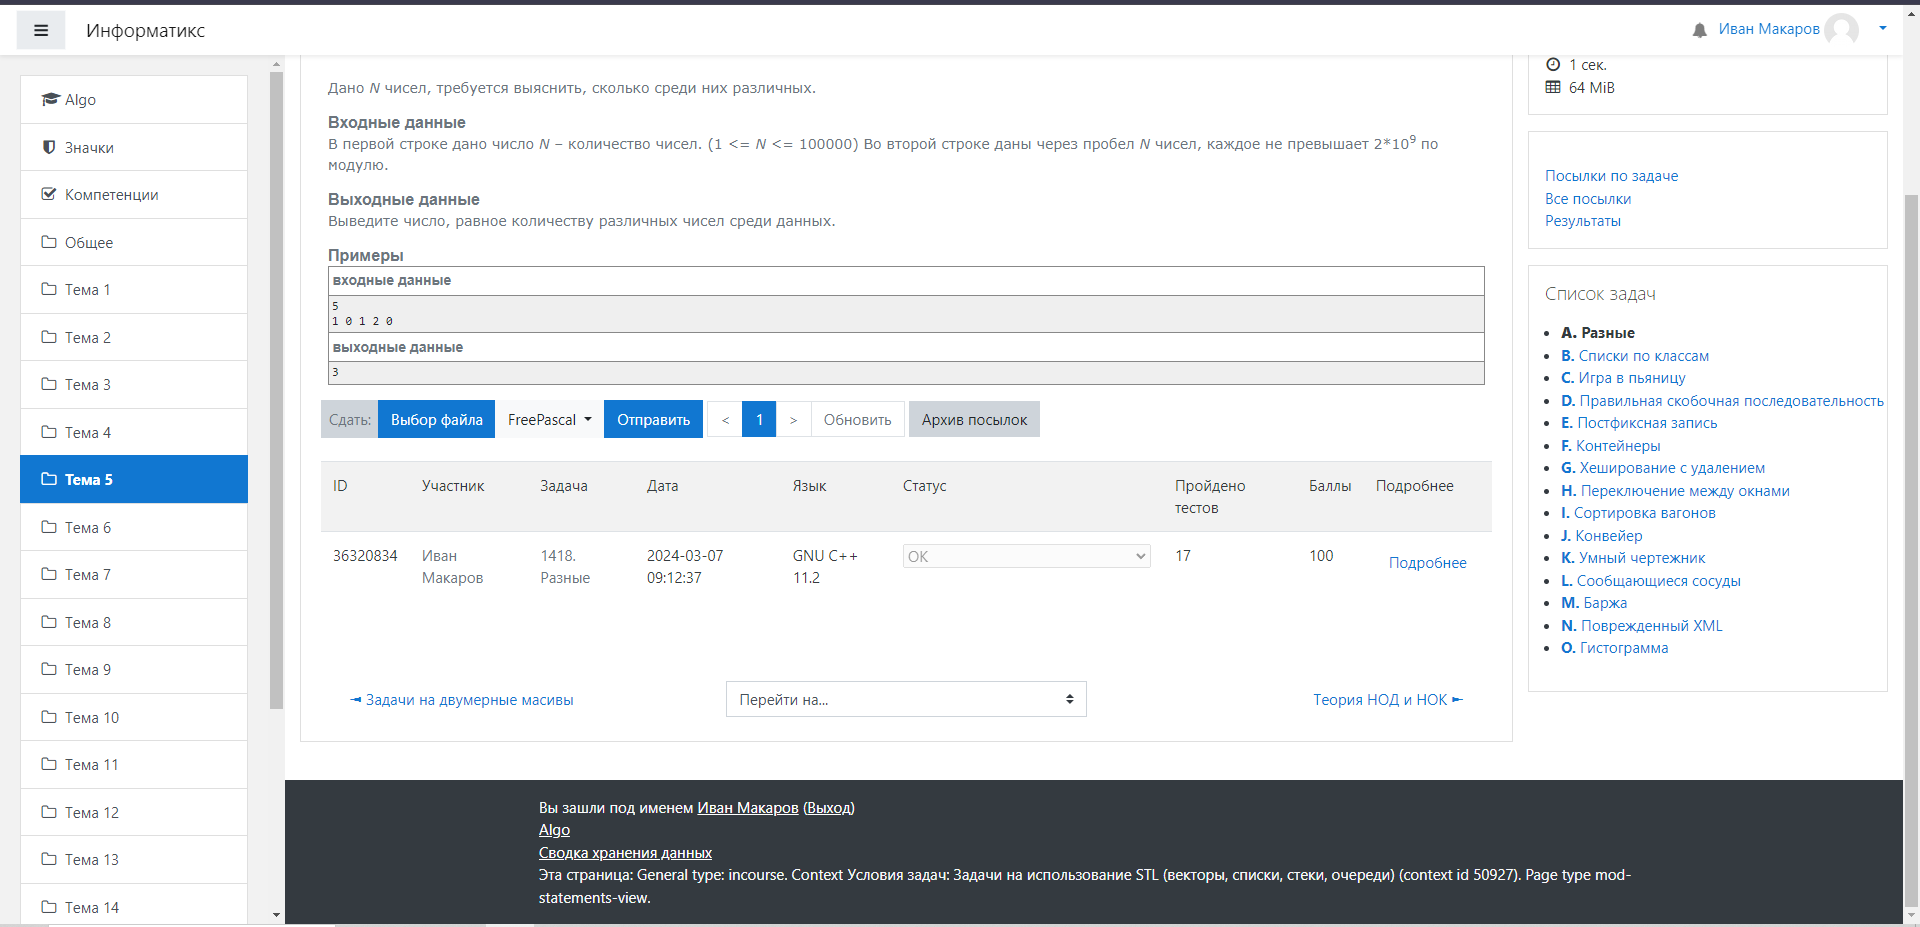 Информатикс
Иван Макаров
Algo
Значки
Компетенции
Общее
Тема 1
Тема 2
Тема 3
Тема 4
Тема 5
Тема 6
Тема 7
Тема 8
Тема 9
Тема 10
Тема 11
Тема 12
Тема 13
Тема 14
Дано N чисел, требуется выяснить, сколько среди них различных.
Входные данные
В первой строке дано число N – количество чисел. (1 <= N <= 100000) Во второй строке даны через пробел N чисел, каждое не превышает 2*10⁹ по
модулю.
Выходные данные
Выведите число, равное количеству различных чисел среди данных.
Примеры
входные данные
5
1 0 1 2 0
выходные данные
3
Сдать: Выбор файла FreePascal Отправить < 1 > Обновить Архив посылок
ID Участник Задача Дата Язык Статус Пройдено тестов Баллы Подробнее
36320834 Иван Макаров 1418. Разные 2024-03-07 09:12:37 GNU C++ 11.2 OK 17 100 Подробнее
◄ Задачи на двумерные масивы
Перейти на...
Теория НОД и НОК ►
1 сек.
64 MiB
Посылки по задаче
Все посылки
Результаты
Список задач
A. Разные
B. Списки по классам
C. Игра в пьяницу
D. Правильная скобочная последовательность
E. Постфиксная запись
F. Контейнеры
G. Хеширование с удалением
H. Переключение между окнами
I. Сортировка вагонов
J. Конвейер
K. Умный чертежник
L. Сообщающиеся сосуды
M. Баржа
N. Поврежденный XML
O. Гистограмма
Вы зашли под именем Иван Макаров (Выход)
Algo
Сводка хранения данных
Эта страница: General type: incourse. Context Условия задач: Задачи на использование STL (векторы, списки, стеки, очереди) (context id 50927). Page type mod-
statements-view.